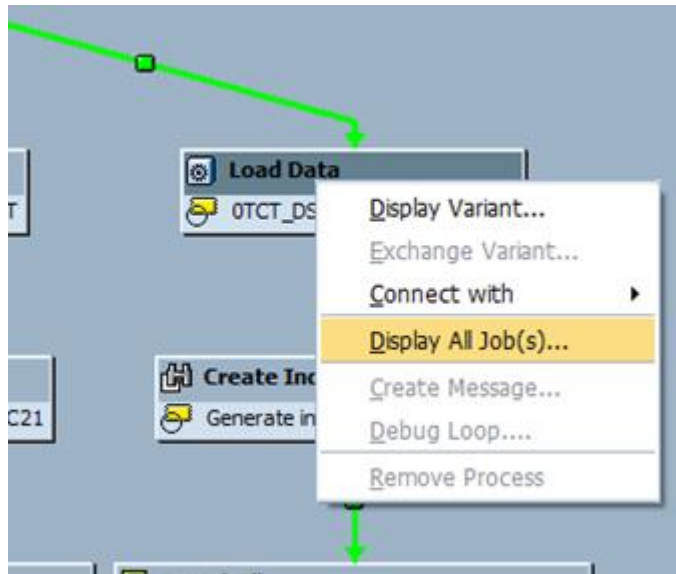 Load Data
T
0TCT_DS
Display Variant...
Exchange Variant...
Connect with
Display All Job(s)...
Create Inc
C21
Generate in
Create Message...
Debug Loop....
Remove Process